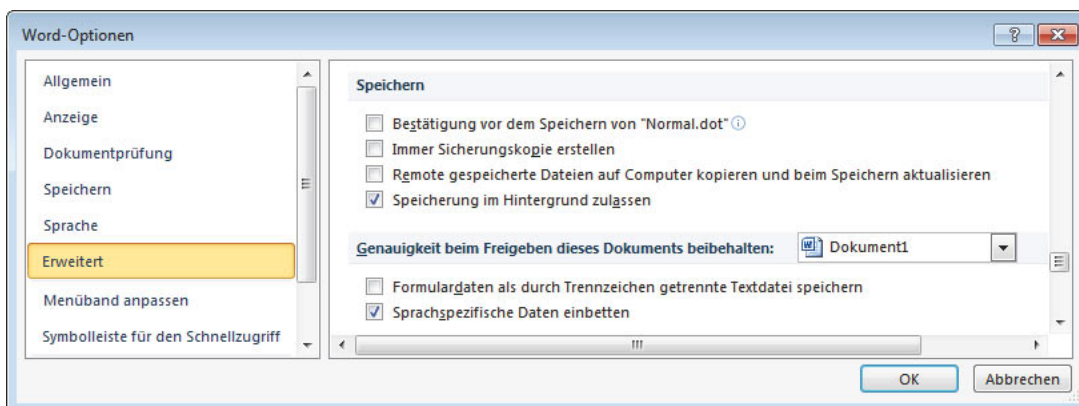 Word-Optionen
Allgemein
Anzeige
Dokumentprüfung
Speichern
Sprache
Erweitert
Menüband anpassen
Symbolleiste für den Schnellzugriff
Speichern
Bestätigung vor dem Speichern von "Normal.dot"
Immer Sicherungskopie erstellen
Remote gespeicherte Dateien auf Computer kopieren und beim Speichern aktualisieren
Speicherung im Hintergrund zulassen
Genauigkeit beim Freigeben dieses Dokuments beibehalten: Dokument1
Formulardaten als durch Trennzeichen getrennte Textdatei speichern
Sprachspezifische Daten einbetten
OK Abbrechen